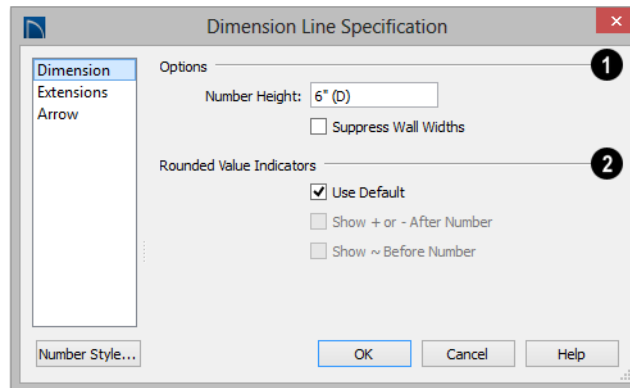 Dimension Line Specification
×
Dimension
Extensions
Arrow
Options
1
Number Height: 6" (D)
Suppress Wall Widths
Rounded Value Indicators
2
Use Default
Show + or - After Number
Show ~ Before Number
Number Style...
OK
Cancel
Help